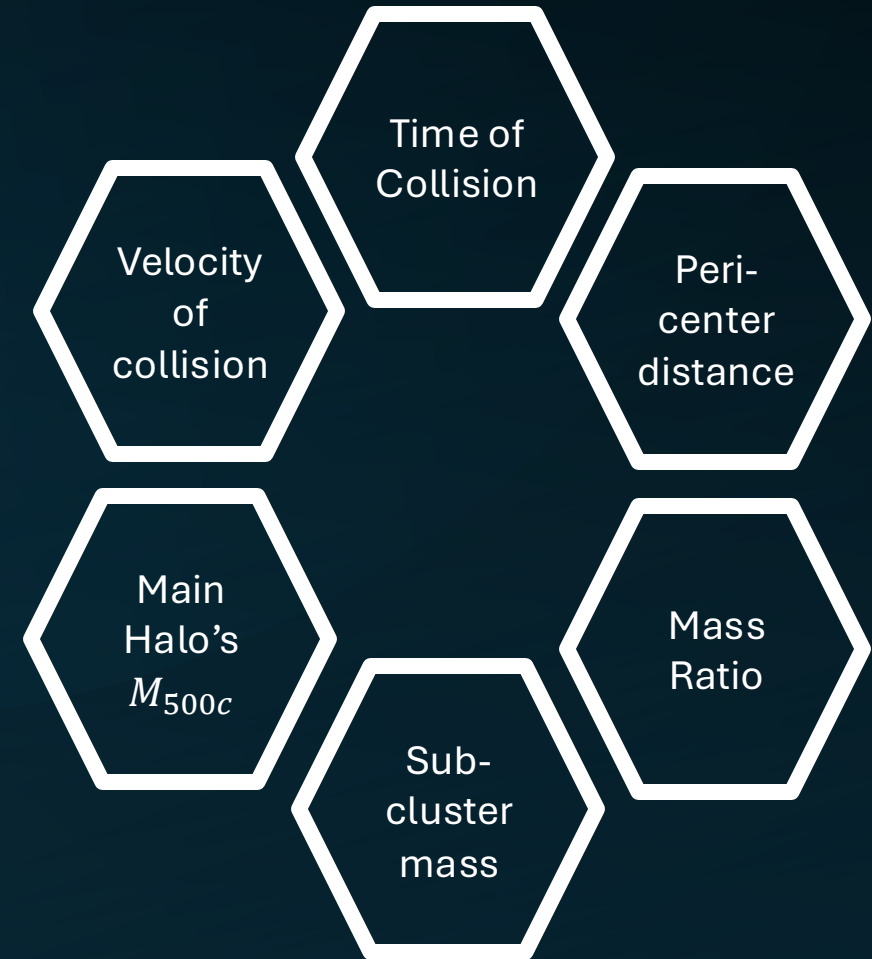 Time of
Collision
Velocity
of
collision
Peri-
center
distance
Main
Halo’s
𝑀₅₀₀𝑐
Mass
Ratio
Sub-
cluster
mass